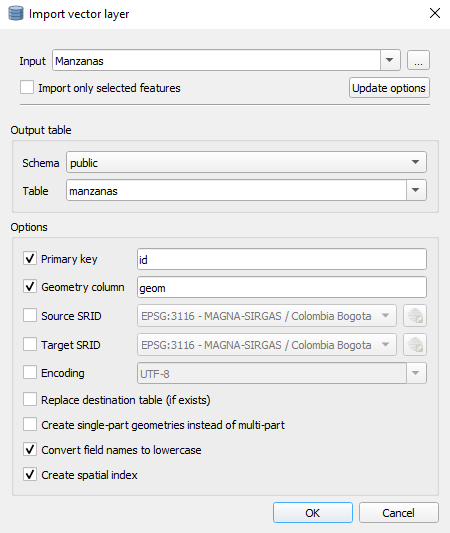 Import vector layer
Input Manzanas ...
Import only selected features Update options
Output table
Schema public
Table manzanas
Options
Primary key id
Geometry column geom
Source SRID EPSG:3116 - MAGNA-SIRGAS / Colombia Bogota
Target SRID EPSG:3116 - MAGNA-SIRGAS / Colombia Bogota
Encoding UTF-8
Replace destination table (if exists)
Create single-part geometries instead of multi-part
Convert field names to lowercase
Create spatial index
OK Cancel